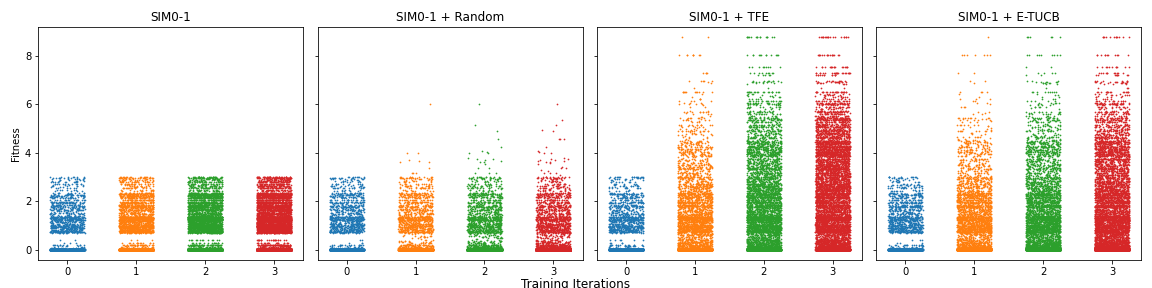 SIM0-1
SIM0-1 + Random
SIM0-1 + TFE
SIM0-1 + E-TUCB
Fitness
8
6
4
2
0
0 1 2 3
0 1 2 3
0 1 2 3
0 1 2 3
Training Iterations